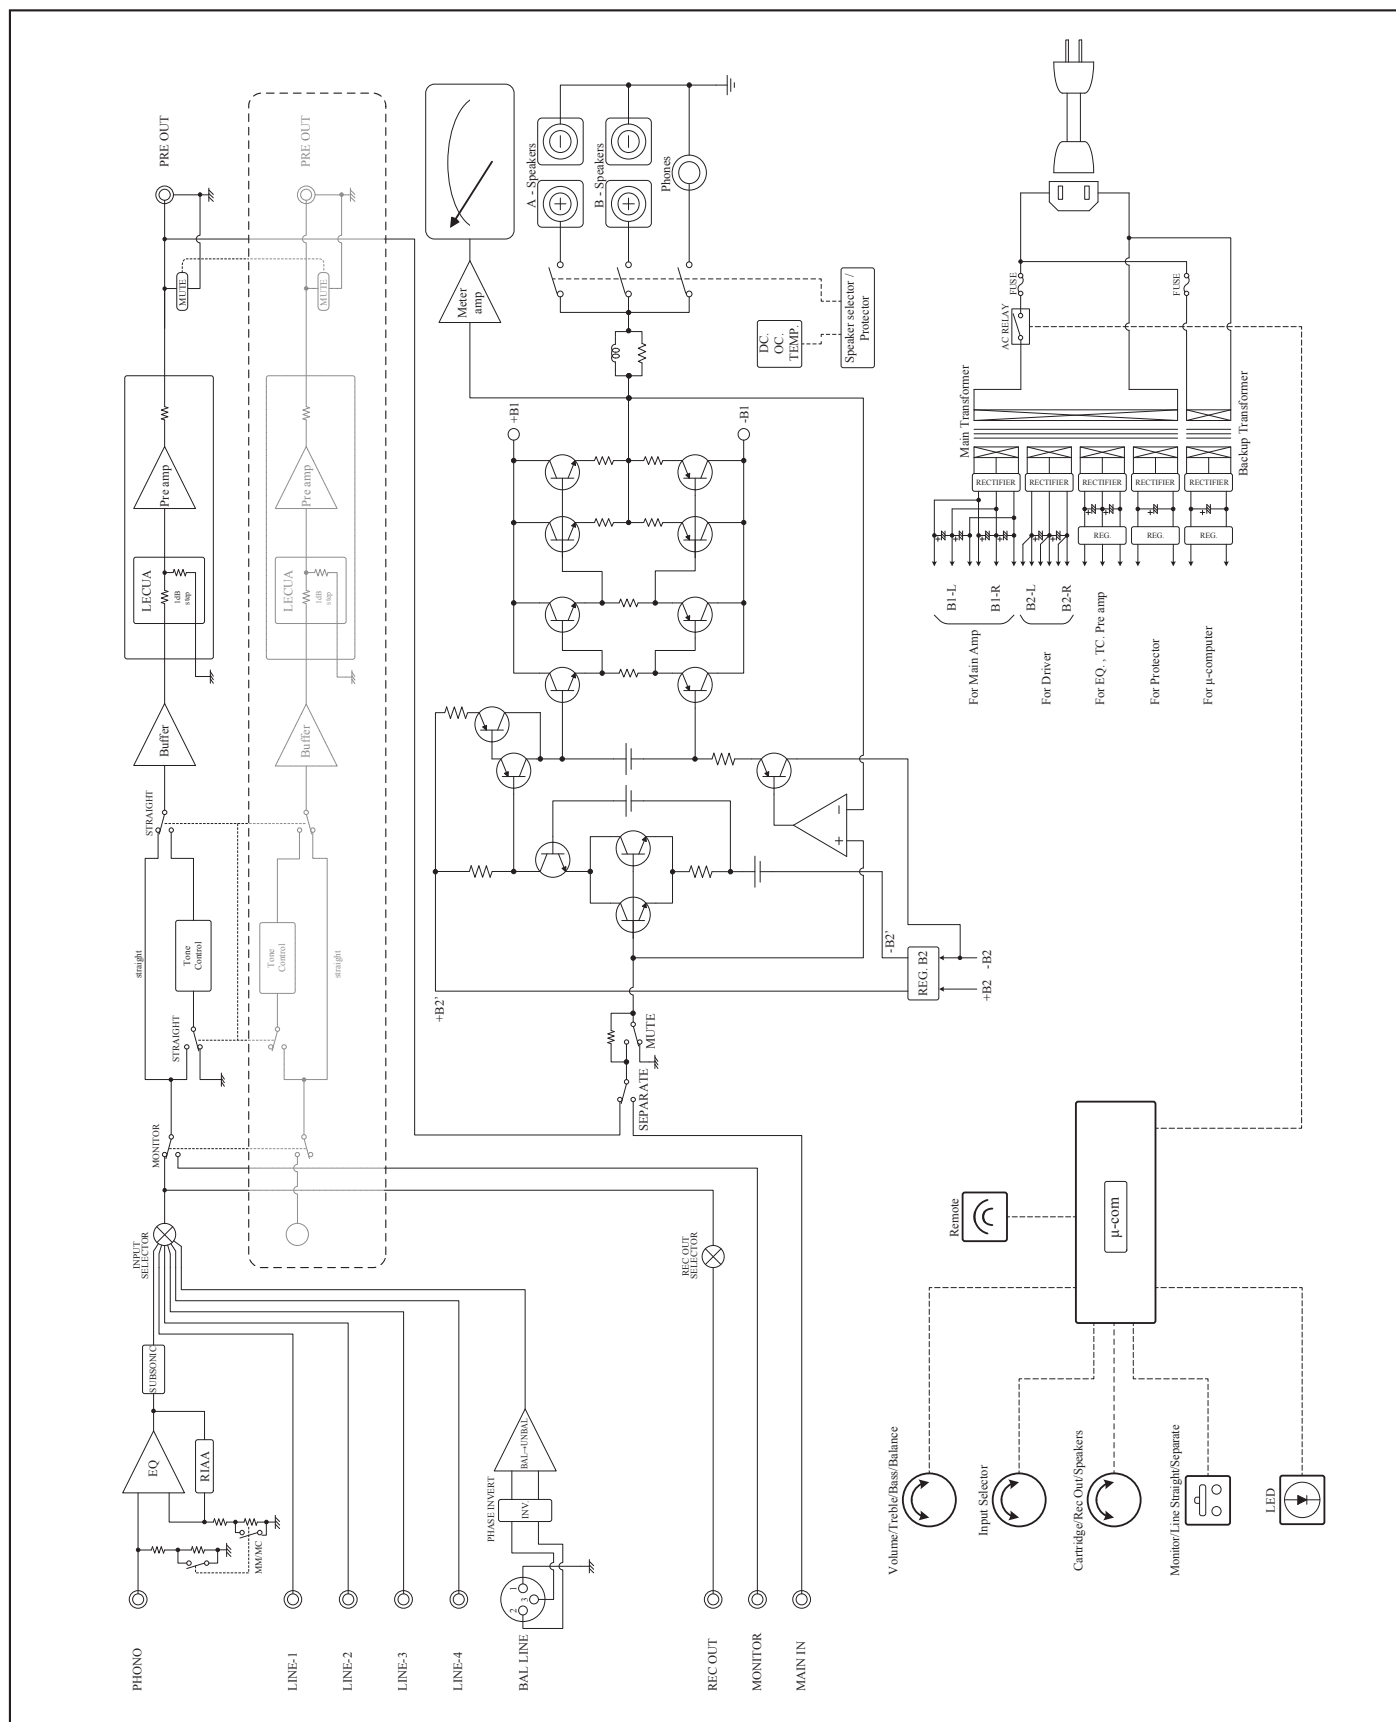 PHONO
LINE-1
LINE-2
LINE-3
LINE-4
BAL LINE
REC OUT
MONITOR
MAIN IN
EQ
RIAA
MM/MC
SUBSONIC
INPUT
SELECTOR
MONITOR
STRAIGHT
straight
Tone
Control
STRAIGHT
Buffer
LECUA
1dB
step
Pre amp
MUTE
PRE OUT
Tone
Control
straight
Buffer
LECUA
1dB
step
Pre amp
MUTE
PRE OUT
1
2
3
PHASE INVERT
INV.
BAL→UNBAL
REC OUT
SELECTOR
SEPARATE
MUTE
+B2'
-B2'
REG. B2
+B2
-B2
+
-
+B1
-B1
Meter
amp
A - Speakers
B - Speakers
Phones
+
-
+
-
DC.
OC.
TEMP.
Speaker selector /
Protector
FUSE
FUSE
AC RELAY
Main Transformer
Backup Transformer
RECTIFIER
RECTIFIER
RECTIFIER
RECTIFIER
RECTIFIER
+
+
+
+
+
+
+
+
+
+
REG.
REG.
REG.
B1-L
B1-R
B2-L
B2-R
For Main Amp
For Driver
For EQ. , TC. Pre amp
For Protector
For μ-computer
Remote
μ-com
Volume/Treble/Bass/Balance
Input Selector
Cartridge/Rec Out/Speakers
Monitor/Line Straight/Separate
LED